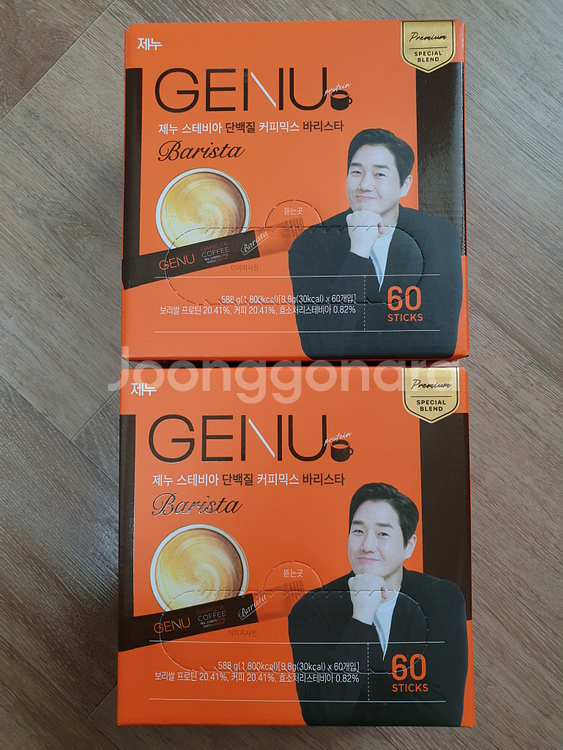 제누
Premium
SPECIAL
BLEND
GENU
protein
제누 스테비아 단백질 커피믹스 바리스타
Barista
뜯는곳
GENU
BARISTA
COFFEE
Barista
이미지사진
588 g(1,800kcal)[9.8g(30kcal) x 60개입]
보리쌀 프로틴 20.41%, 커피 20.41%, 효소처리스테비아 0.82%
60
STICKS
Joonggonara
제누
Premium
SPECIAL
BLEND
GENU
protein
제누 스테비아 단백질 커피믹스 바리스타
Barista
뜯는곳
GENU
BARISTA
COFFEE
Barista
이미지사진
588 g(1,800kcal)[9.8g(30kcal) x 60개입]
보리쌀 프로틴 20.41%, 커피 20.41%, 효소처리스테비아 0.82%
60
STICKS